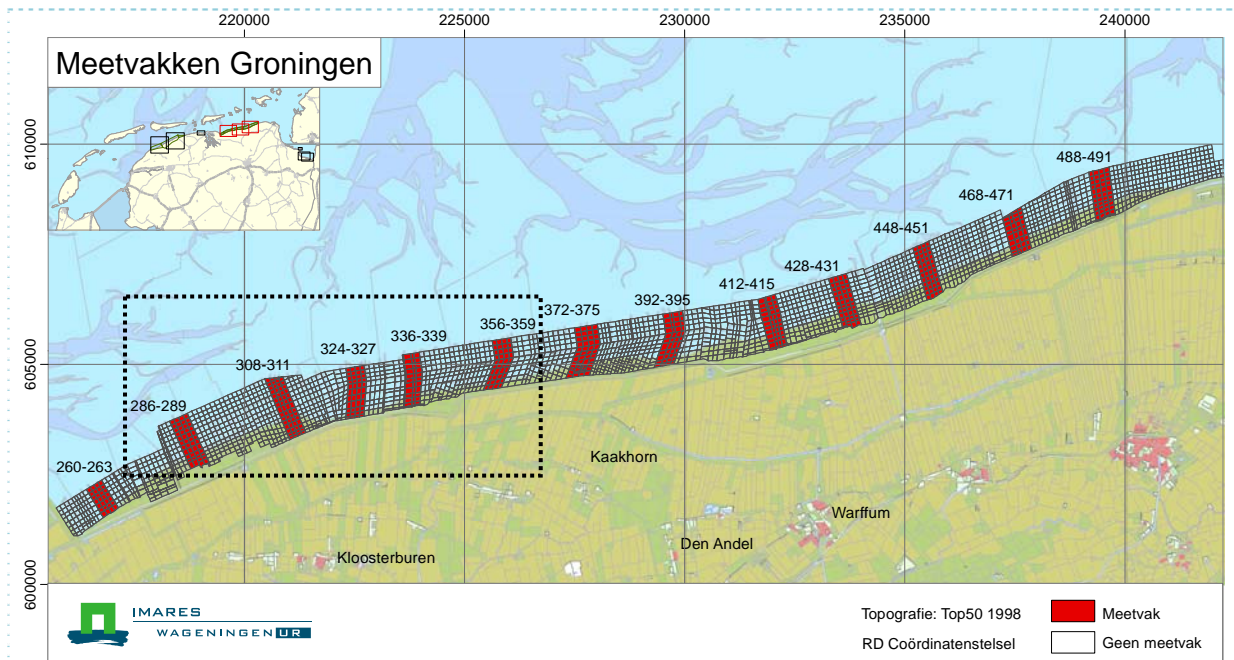 220000
225000
230000
235000
240000
Meetvakken Groningen
610000
605000
600000
488-491
468-471
448-451
428-431
412-415
392-395
372-375
356-359
336-339
324-327
308-311
286-289
260-263
Kaakhorn
Warffum
Den Andel
Kloosterburen
IMARES
WAGENINGEN UR
Topografie: Top50 1998
RD Coördinatenstelsel
Meetvak
Geen meetvak